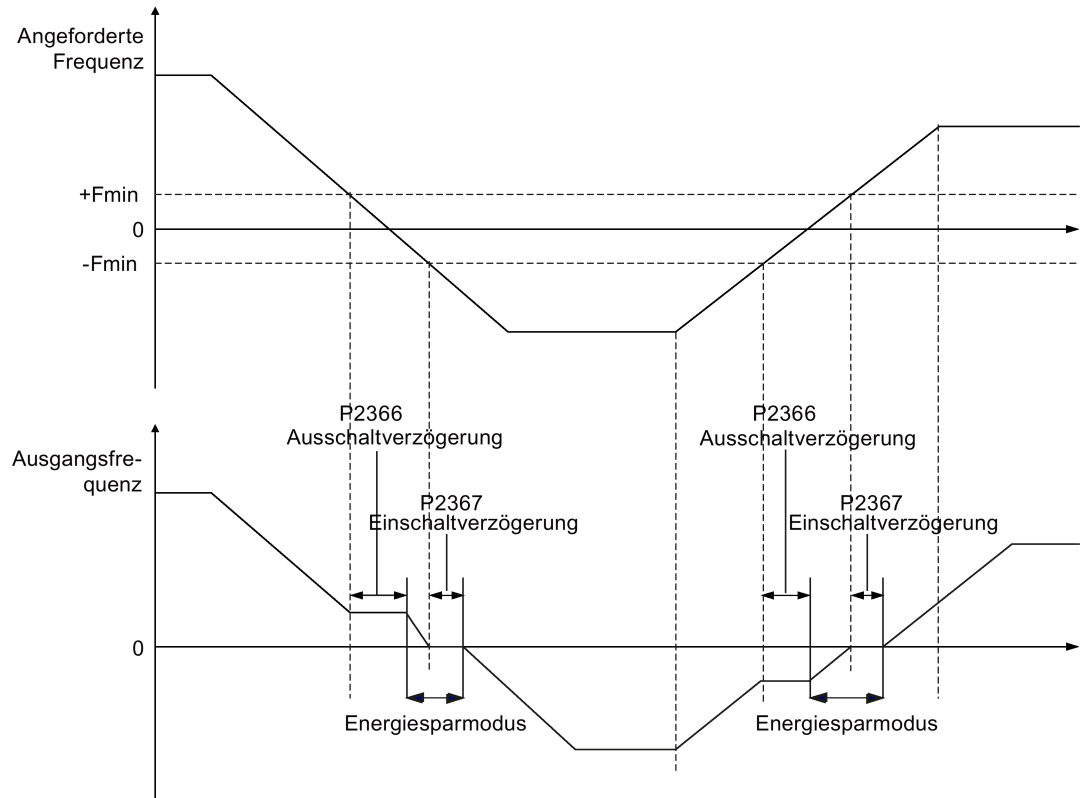 Angeforderte
Frequenz
+Fmin
0
-Fmin
P2366
Ausschaltverzögerung
P2366
Ausschaltverzögerung
Ausgangsfre-
quenz
P2367
Einschaltverzögerung
P2367
Einschaltverzögerung
0
Energiesparmodus
Energiesparmodus